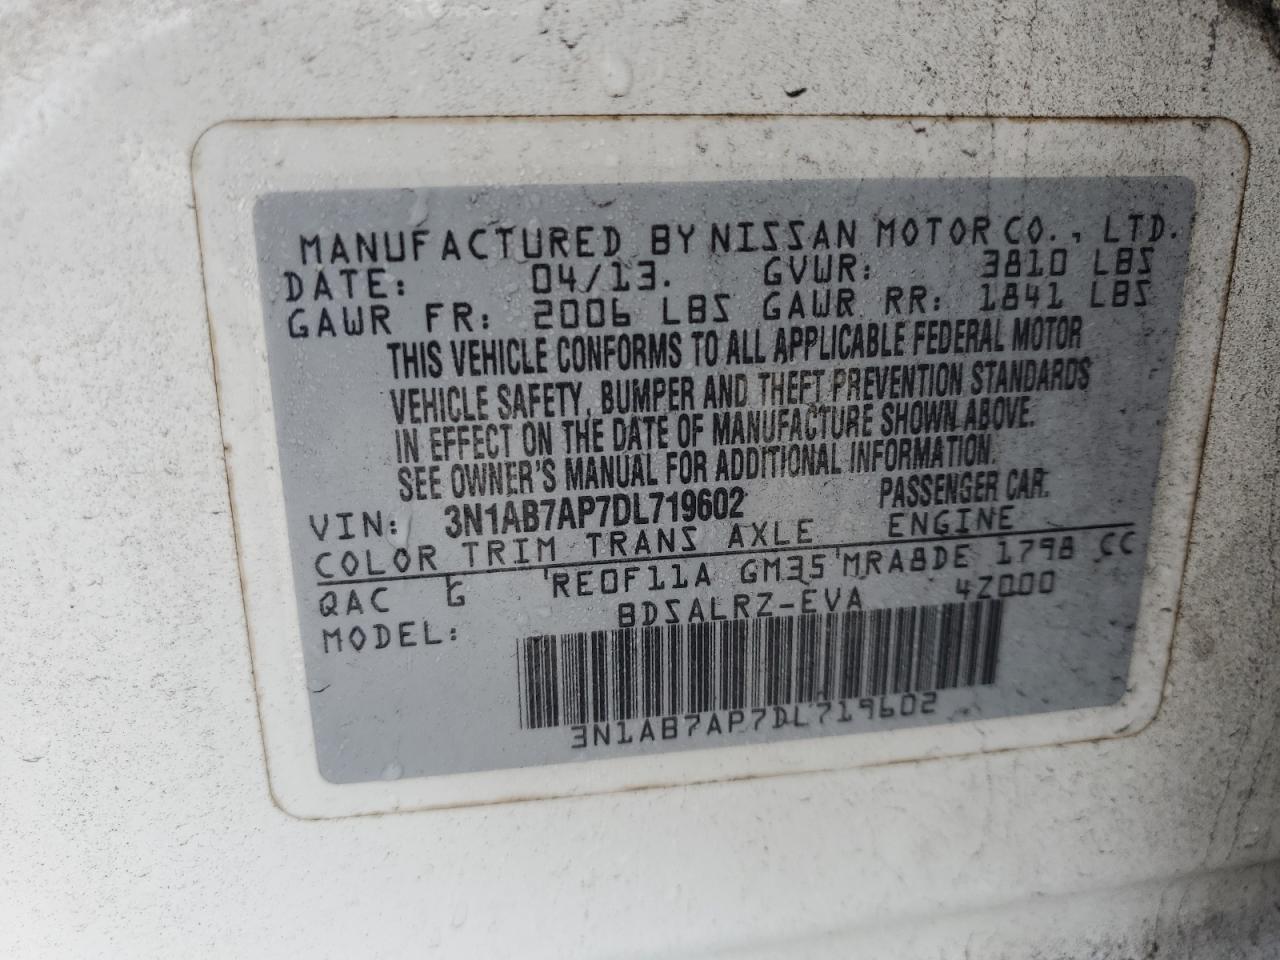 MANUFACTURED BY NISSAN MOTOR CO., LTD.
DATE: 04/13. GVWR: 3810 LBS
GAWR FR: 2006 LBS GAWR RR: 1841 LBS
THIS VEHICLE CONFORMS TO ALL APPLICABLE FEDERAL MOTOR
VEHICLE SAFETY, BUMPER AND THEFT PREVENTION STANDARDS
IN EFFECT ON THE DATE OF MANUFACTURE SHOWN ABOVE.
SEE OWNER'S MANUAL FOR ADDITIONAL INFORMATION.
VIN: 3N1AB7AP7DL719602 PASSENGER CAR.
COLOR TRIM TRANS AXLE ENGINE
QAC G RE0F11A GM35 MRA8DE 1798 CC
MODEL: BDSALRZ-EVA 4Z000
3N1AB7AP7DL719602